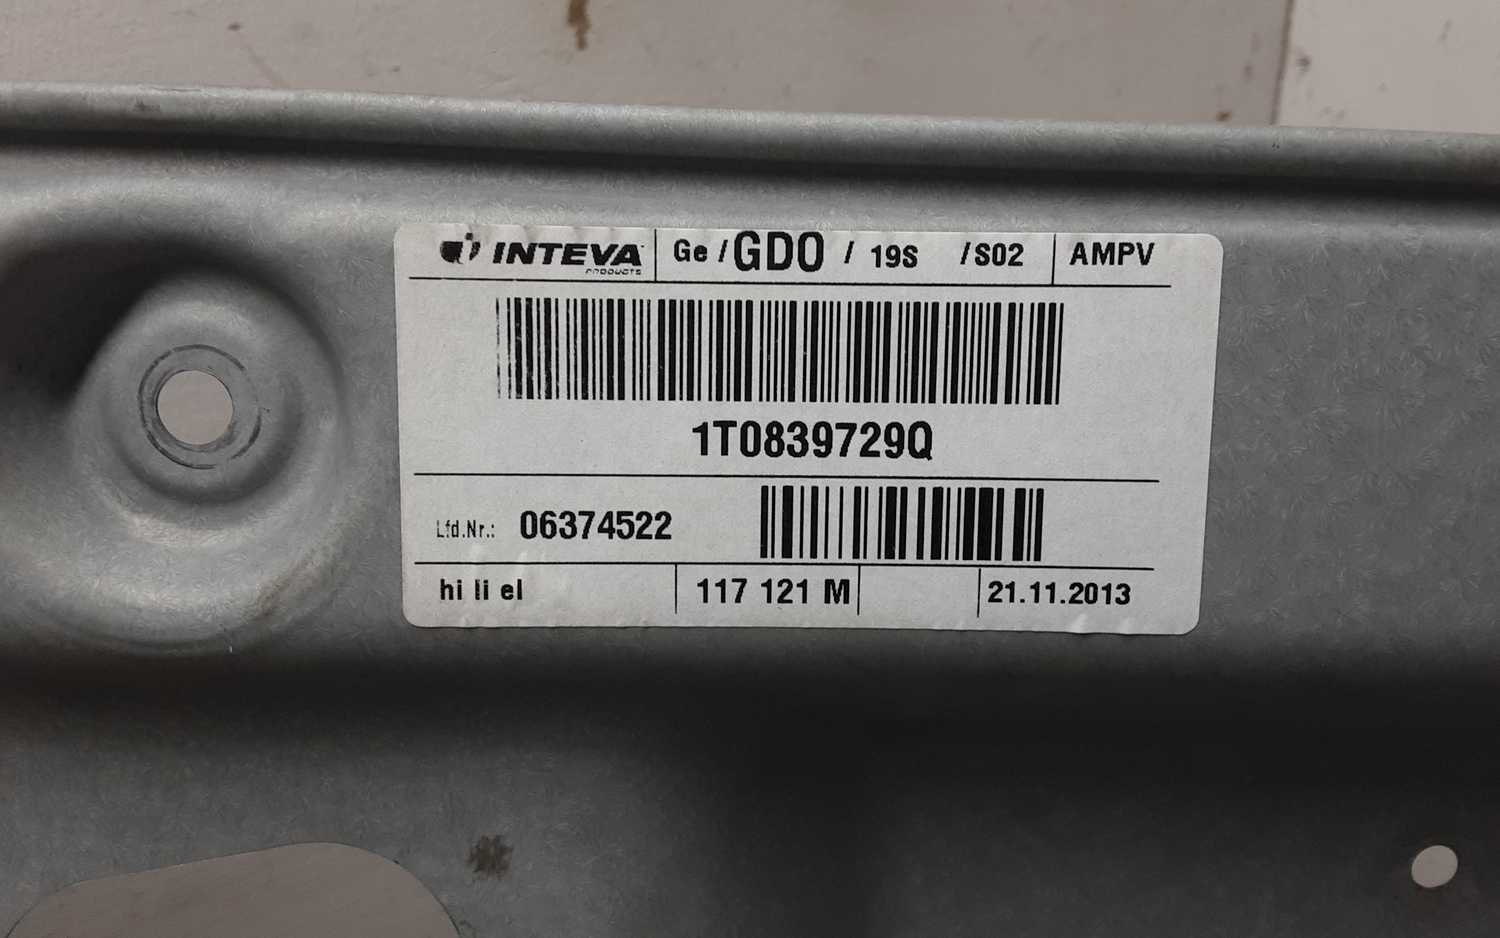 INTEVA PRODUCTS Ge / GDO / 19S /S02 AMPV
1T0839729Q
Lfd.Nr.: 06374522
hi li el 117 121 M 21.11.2013